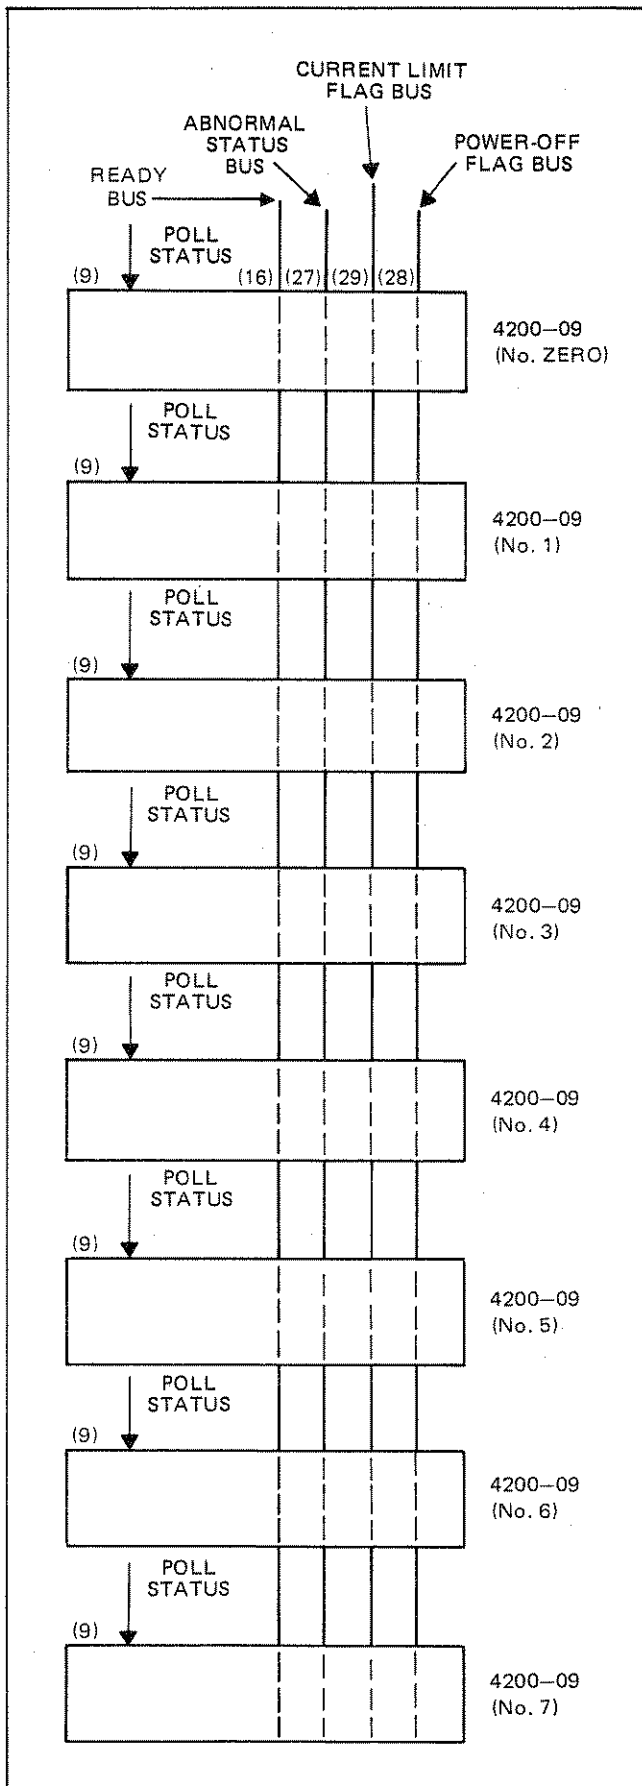 CURRENT LIMIT
FLAG BUS
ABNORMAL
STATUS
BUS
POWER-OFF
FLAG BUS
READY
BUS
POLL
STATUS
(9)
(16)
(27)
(29)
(28)
4200-09
(No. ZERO)
POLL
STATUS
(9)
4200-09
(No. 1)
POLL
STATUS
(9)
4200-09
(No. 2)
POLL
STATUS
(9)
4200-09
(No. 3)
POLL
STATUS
(9)
4200-09
(No. 4)
POLL
STATUS
(9)
4200-09
(No. 5)
POLL
STATUS
(9)
4200-09
(No. 6)
POLL
STATUS
(9)
4200-09
(No. 7)